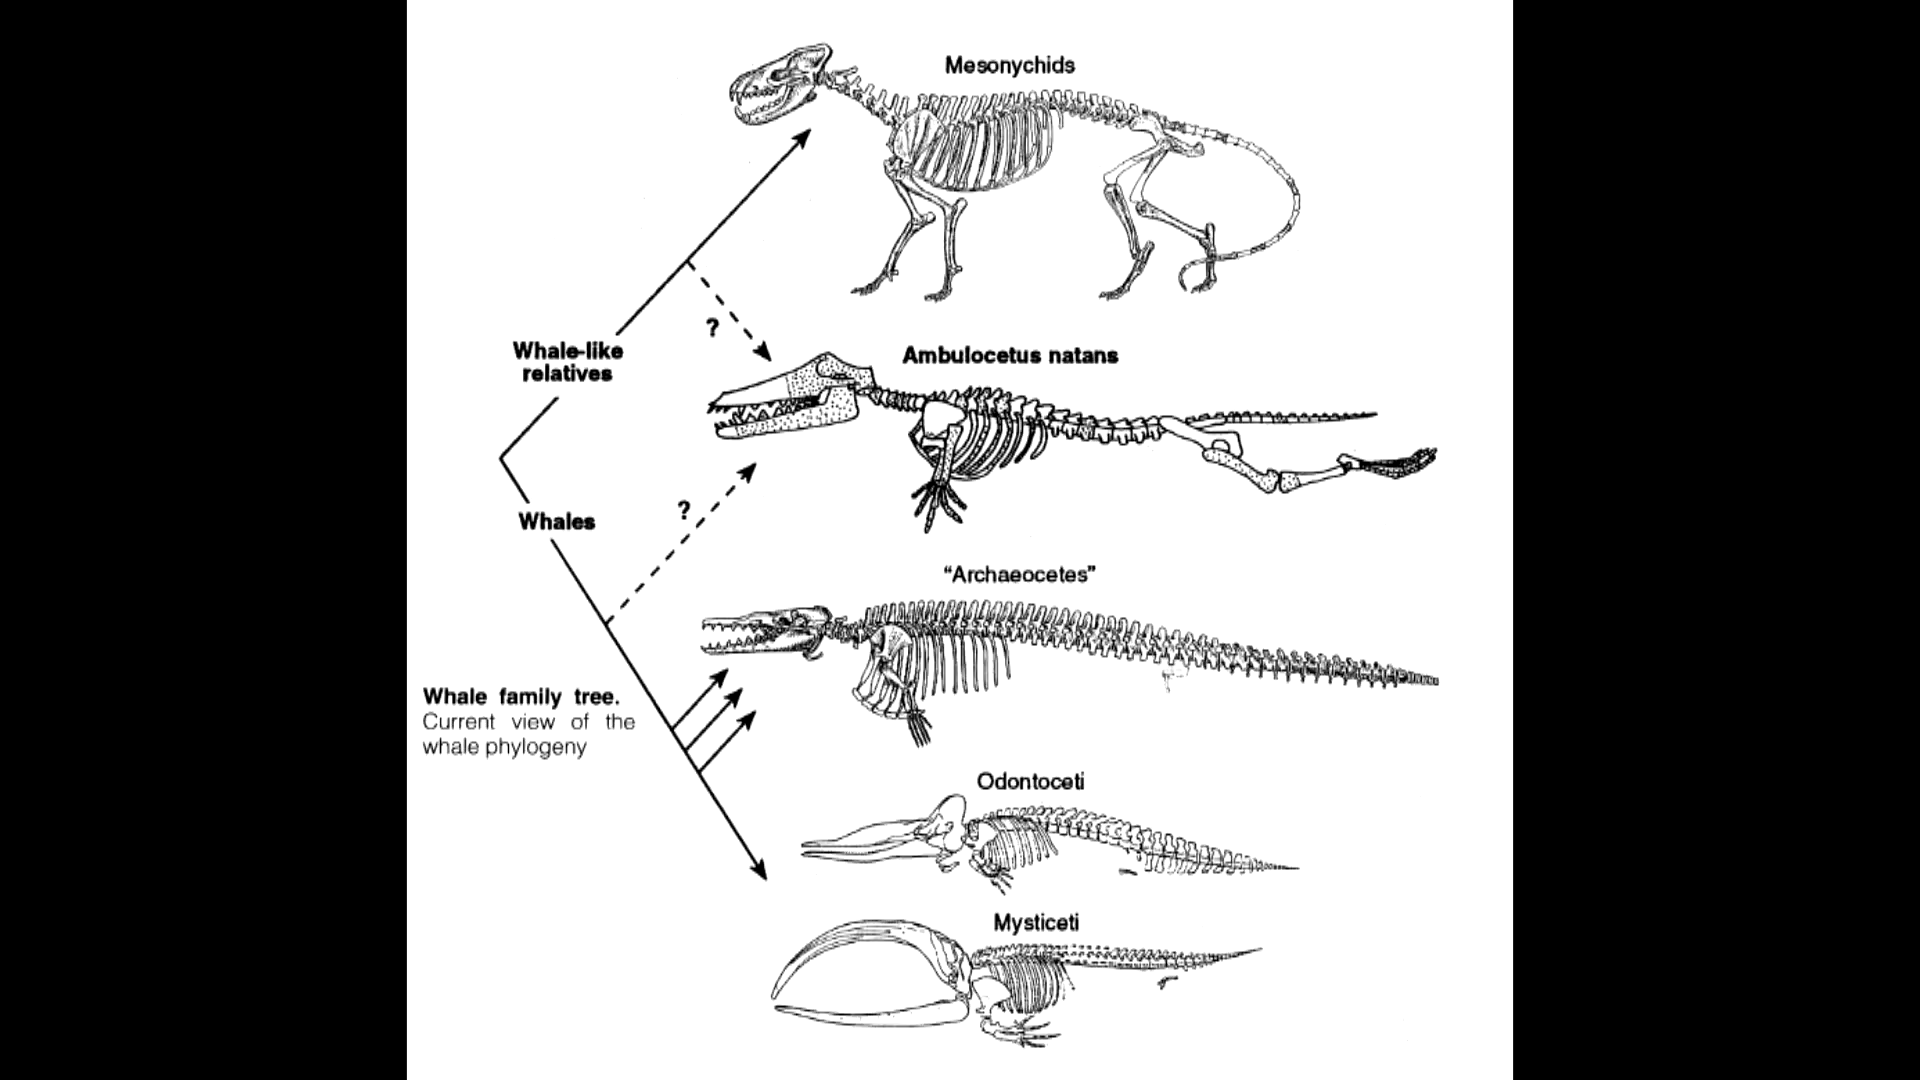 Mesonychids
?
Whale-like
relatives
Ambulocetus natans
?
Whales
“Archaeocetes”
Whale family tree.
Current view of the
whale phylogeny
Odontoceti
Mysticeti